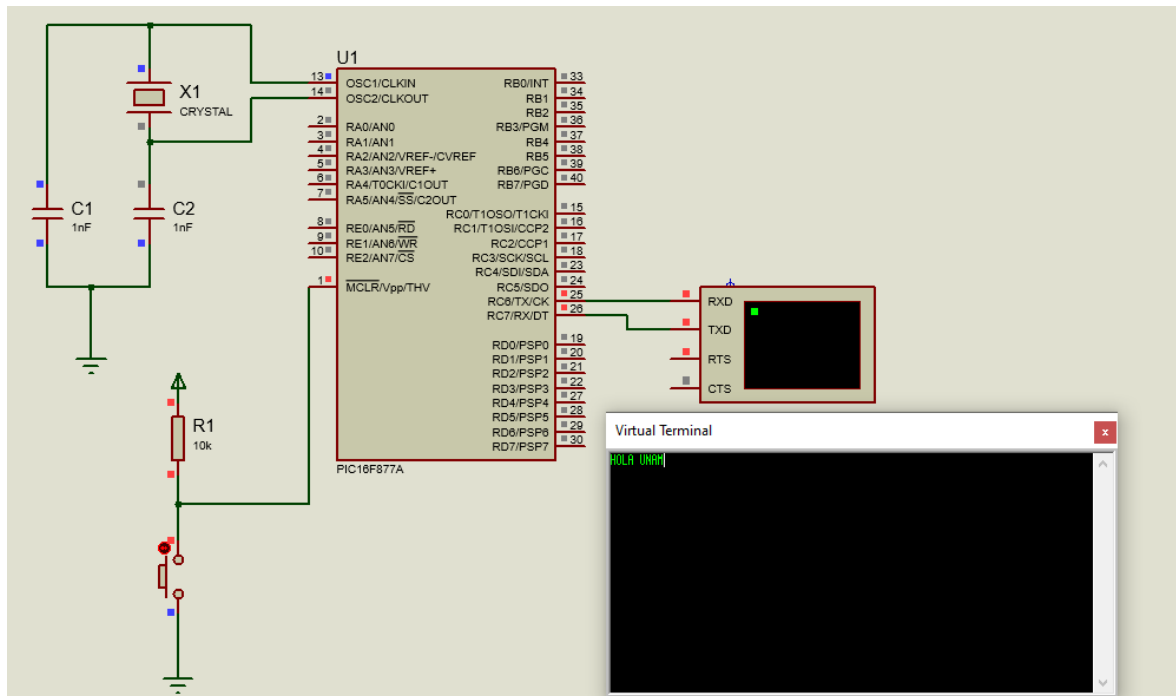 U1
X1
CRYSTAL
C1
1nF
C2
1nF
R1
10k
13
OSC1/CLKIN
14
OSC2/CLKOUT
2
RA0/AN0
3
RA1/AN1
4
RA2/AN2/VREF-/CVREF
5
RA3/AN3/VREF+
6
RA4/T0CKI/C1OUT
7
RA5/AN4/SS/C2OUT
8
RE0/AN5/RD
9
RE1/AN6/WR
10
RE2/AN7/CS
1
MCLR/Vpp/THV
RB0/INT
33
RB1
34
RB2
35
RB3/PGM
36
RB4
37
RB5
38
RB6/PGC
39
RB7/PGD
40
RC0/T1OSO/T1CKI
15
RC1/T1OSI/CCP2
16
RC2/CCP1
17
RC3/SCK/SCL
18
RC4/SDI/SDA
23
RC5/SDO
24
RC6/TX/CK
25
RC7/RX/DT
26
RD0/PSP0
19
RD1/PSP1
20
RD2/PSP2
21
RD3/PSP3
22
RD4/PSP4
27
RD5/PSP5
28
RD6/PSP6
29
RD7/PSP7
30
PIC16F877A
RXD
TXD
RTS
CTS
Virtual Terminal
x
HOLA UNAM